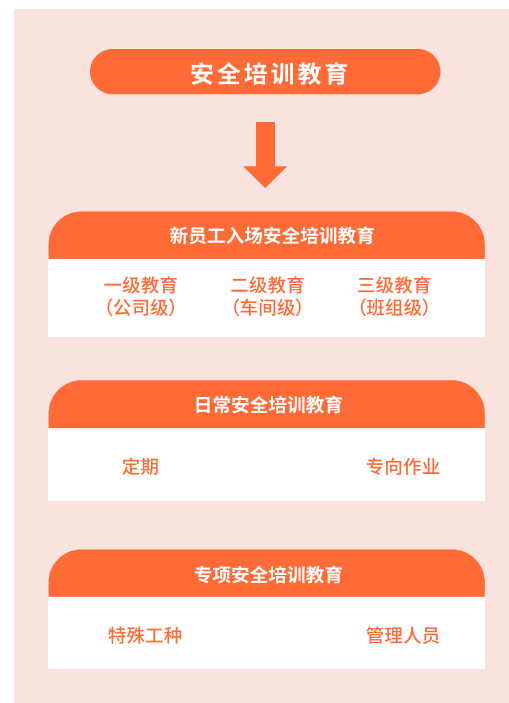 安全培训教育
新员工入场安全培训教育
一级教育 二级教育 三级教育
（公司级） （车间级） （班组级）
日常安全培训教育
定期 专向作业
专项安全培训教育
特殊工种 管理人员